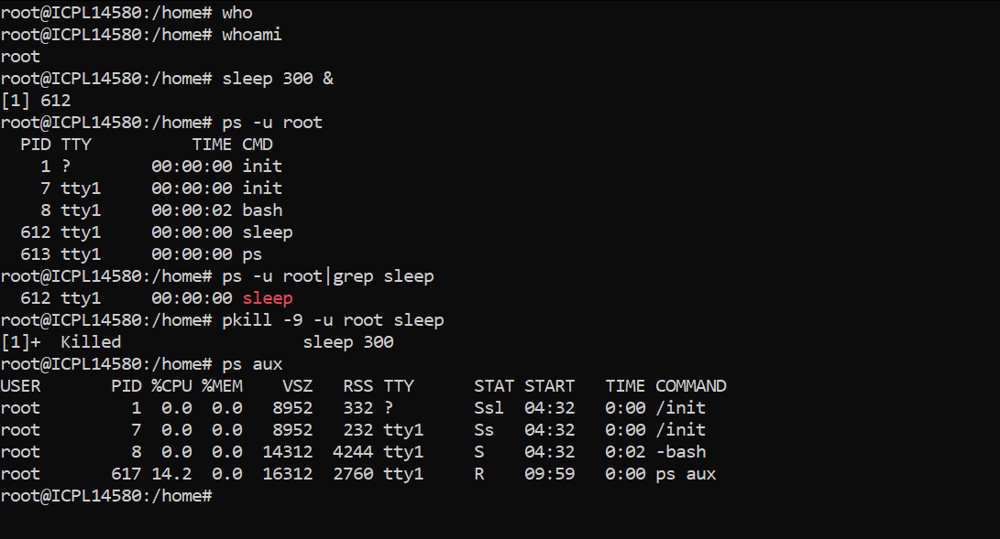 root@ICPL14580:/home# who
root@ICPL14580:/home# whoami
root
root@ICPL14580:/home# sleep 300 &
[1] 612
root@ICPL14580:/home# ps -u root
  PID TTY          TIME CMD
    1 ?        00:00:00 init
    7 tty1     00:00:00 init
    8 tty1     00:00:02 bash
  612 tty1     00:00:00 sleep
  613 tty1     00:00:00 ps
root@ICPL14580:/home# ps -u root|grep sleep
  612 tty1     00:00:00 sleep
root@ICPL14580:/home# pkill -9 -u root sleep
[1]+  Killed                  sleep 300
root@ICPL14580:/home# ps aux
USER       PID %CPU %MEM    VSZ   RSS TTY      STAT START   TIME COMMAND
root         1  0.0  0.0   8952   332 ?        Ssl  04:32   0:00 /init
root         7  0.0  0.0   8952   232 tty1     Ss   04:32   0:00 /init
root         8  0.0  0.0  14312  4244 tty1     S    04:32   0:02 -bash
root       617 14.2  0.0  16312  2760 tty1     R    09:59   0:00 ps aux
root@ICPL14580:/home#